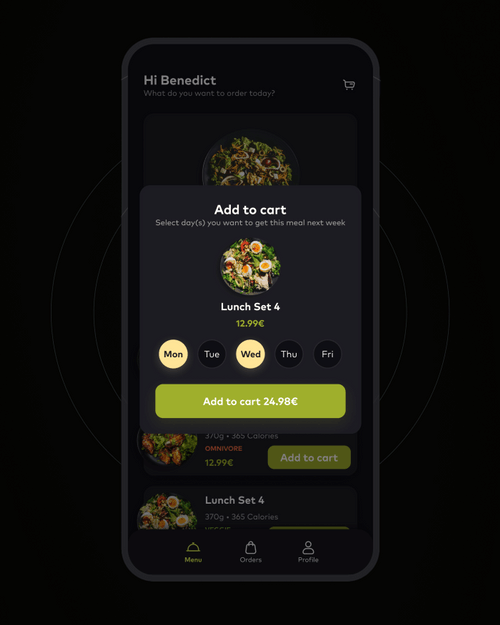 Hi Benedict
What do you want to order today?
Add to cart
Select day(s) you want to get this meal next week
Lunch Set 4
12.99€
Mon Tue Wed Thu Fri
Add to cart 24.98€
370g • 365 Calories
OMNIVORE
12.99€
Add to cart
Lunch Set 4
370g • 365 Calories
Menu Orders Profile